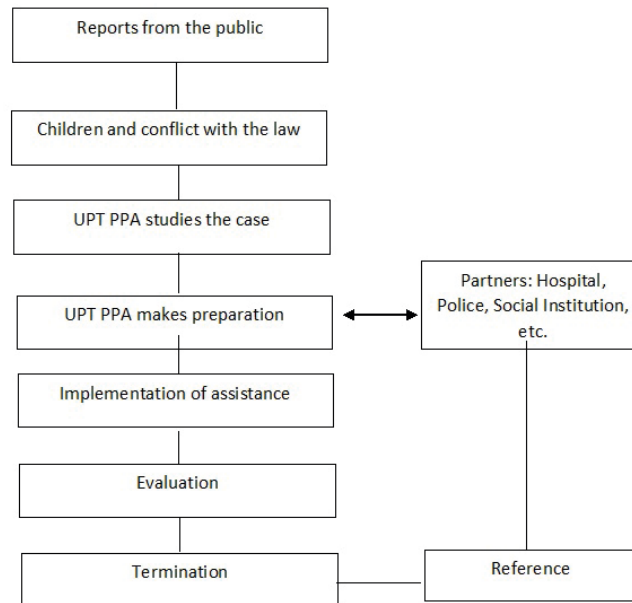 Reports from the public
Children and conflict with the law
UPT PPA studies the case
UPT PPA makes preparation
Partners: Hospital,
Police, Social Institution,
etc.
Implementation of assistance
Evaluation
Termination
Reference